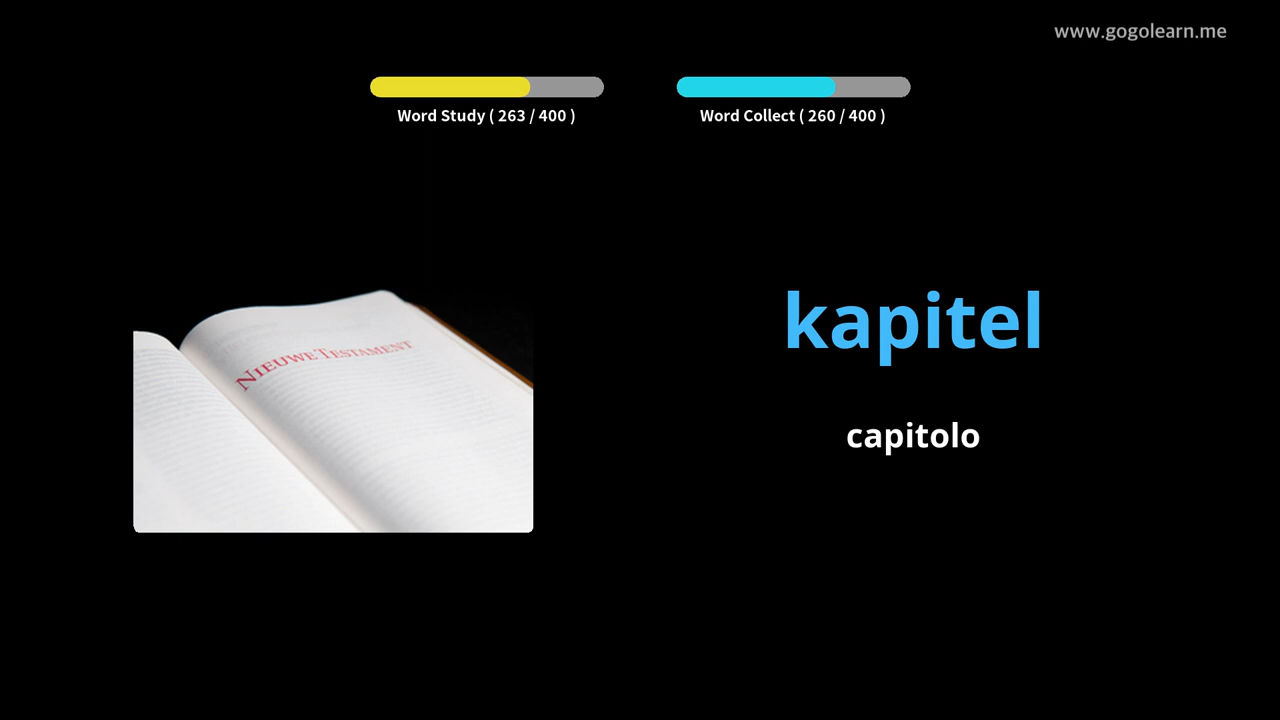 www.gogolearn.me
Word Study ( 263 / 400 )
Word Collect ( 260 / 400 )
NIEUWE TESTAMENT
kapitel
capitolo